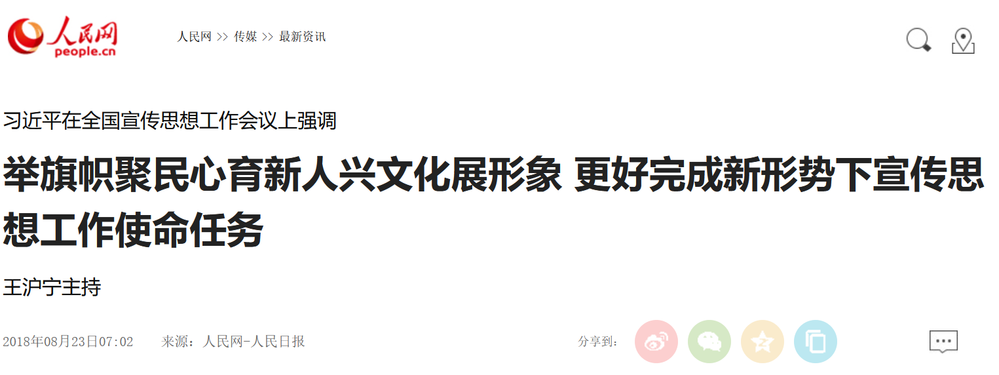 人民网
people.cn
人民网 >> 传媒 >> 最新资讯
习近平在全国宣传思想工作会议上强调
举旗帜聚民心育新人兴文化展形象 更好完成新形势下宣传思
想工作使命任务
王沪宁主持
2018年08月23日07:02 来源：人民网-人民日报 分享到：